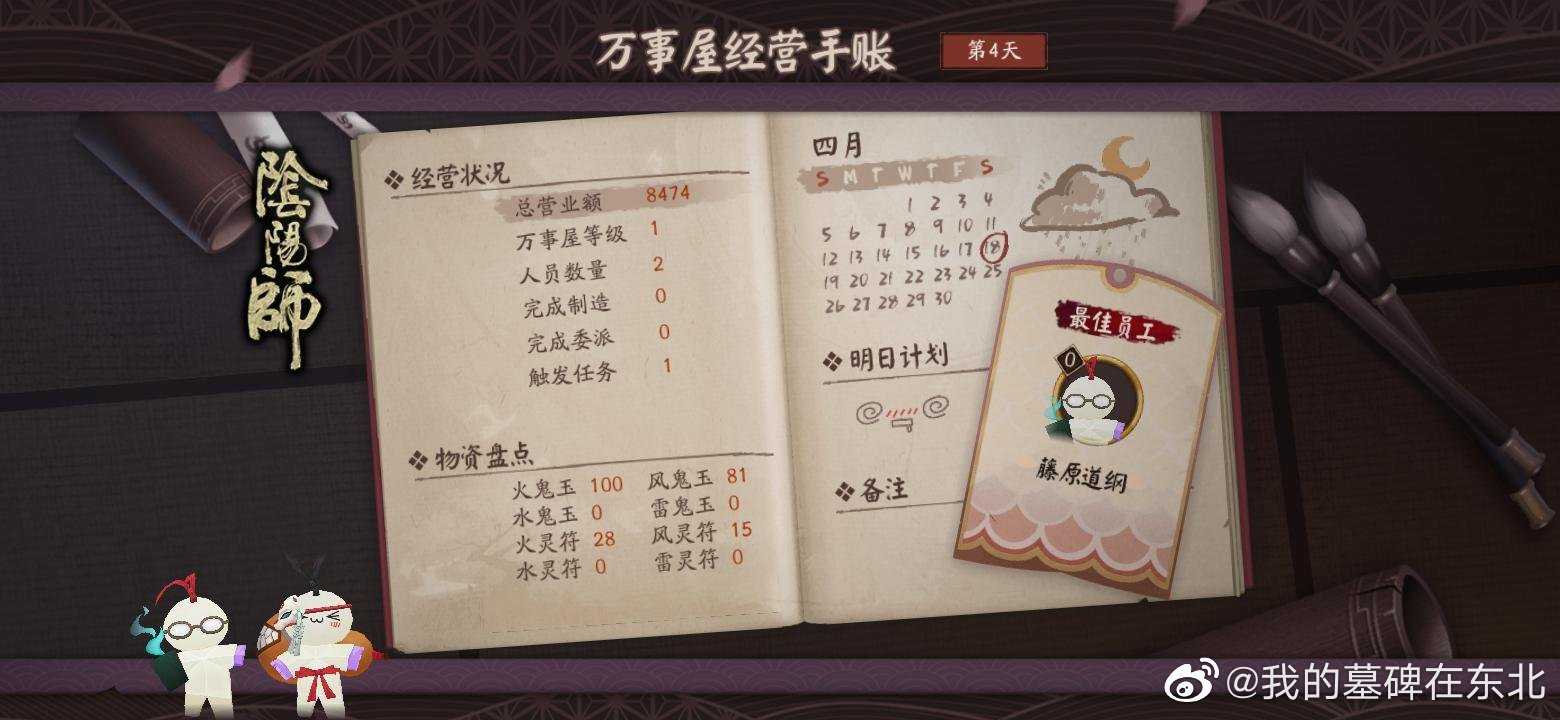 万事屋经营手账
第4天
陰陽師
经营状况
总营业额 8474
万事屋等级 1
人员数量 2
完成制造 0
完成委派 0
触发任务 1
物资盘点
火鬼玉 100 风鬼玉 81
水鬼玉 0 雷鬼玉 0
火灵符 28 风灵符 15
水灵符 0 雷灵符 0
四月
S M T W T F S
1 2 3 4
5 6 7 8 9 10 11
12 13 14 15 16 17 18
19 20 21 22 23 24 25
26 27 28 29 30
明日计划
备注
最佳员工
0
藤原道纲
@我的墓碑在东北